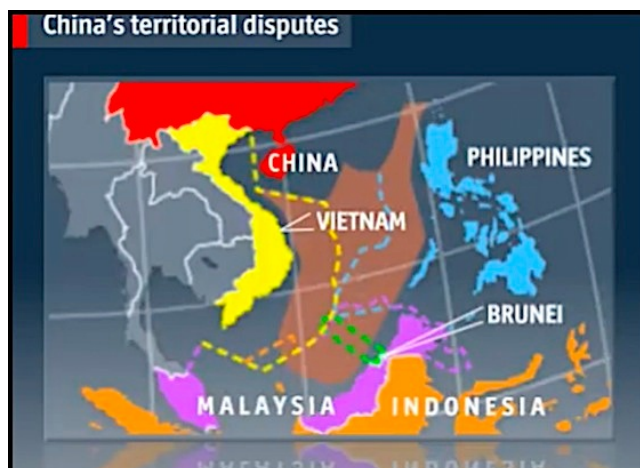 China's territorial disputes
CHINA
PHILIPPINES
VIETNAM
BRUNEI
MALAYSIA
INDONESIA